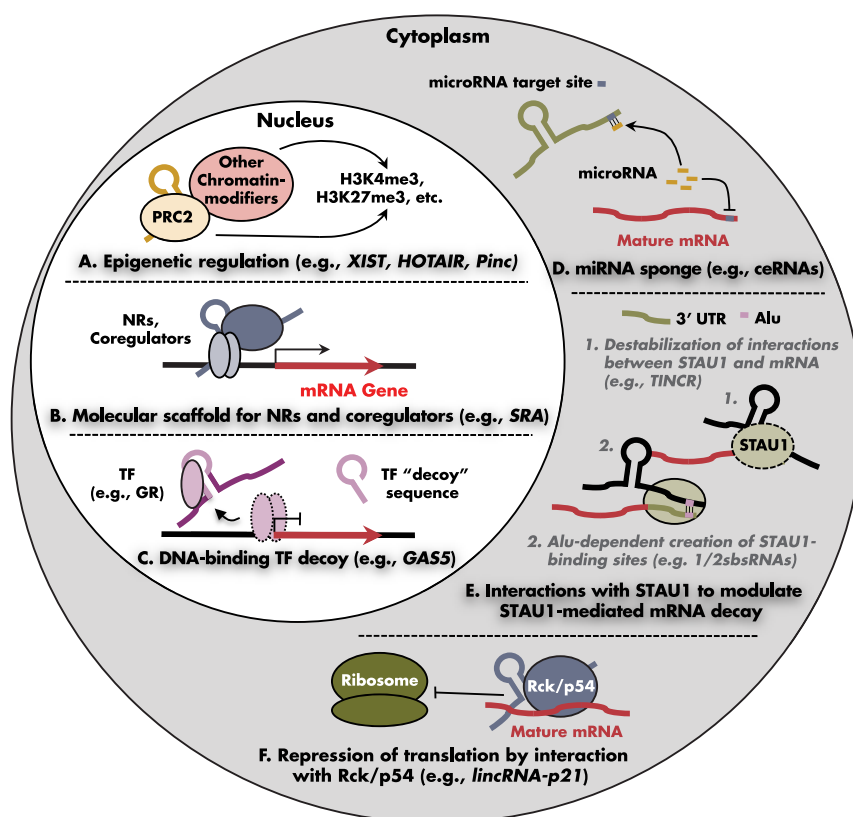 Cytoplasm
microRNA target site
Nucleus
Other
Chromatin-
modifiers
PRC2
H3K4me3,
H3K27me3, etc.
A. Epigenetic regulation (e.g., XIST, HOTAIR, Pinc)
NRs,
Coregulators
mRNA Gene
B. Molecular scaffold for NRs and coregulators (e.g., SRA)
TF
(e.g., GR)
TF “decoy”
sequence
C. DNA-binding TF decoy (e.g., GAS5)
microRNA
Mature mRNA
D. miRNA sponge (e.g., ceRNAs)
3’ UTR
Alu
1. Destabilization of interactions
between STAU1 and mRNA
(e.g., TINCR)
1.
STAU1
2.
2. Alu-dependent creation of STAU1-
binding sites (e.g. 1/2sbsRNAs)
E. Interactions with STAU1 to modulate
STAU1-mediated mRNA decay
Ribosome
Rck/p54
Mature mRNA
F. Repression of translation by interaction
with Rck/p54 (e.g., lincRNA-p21)